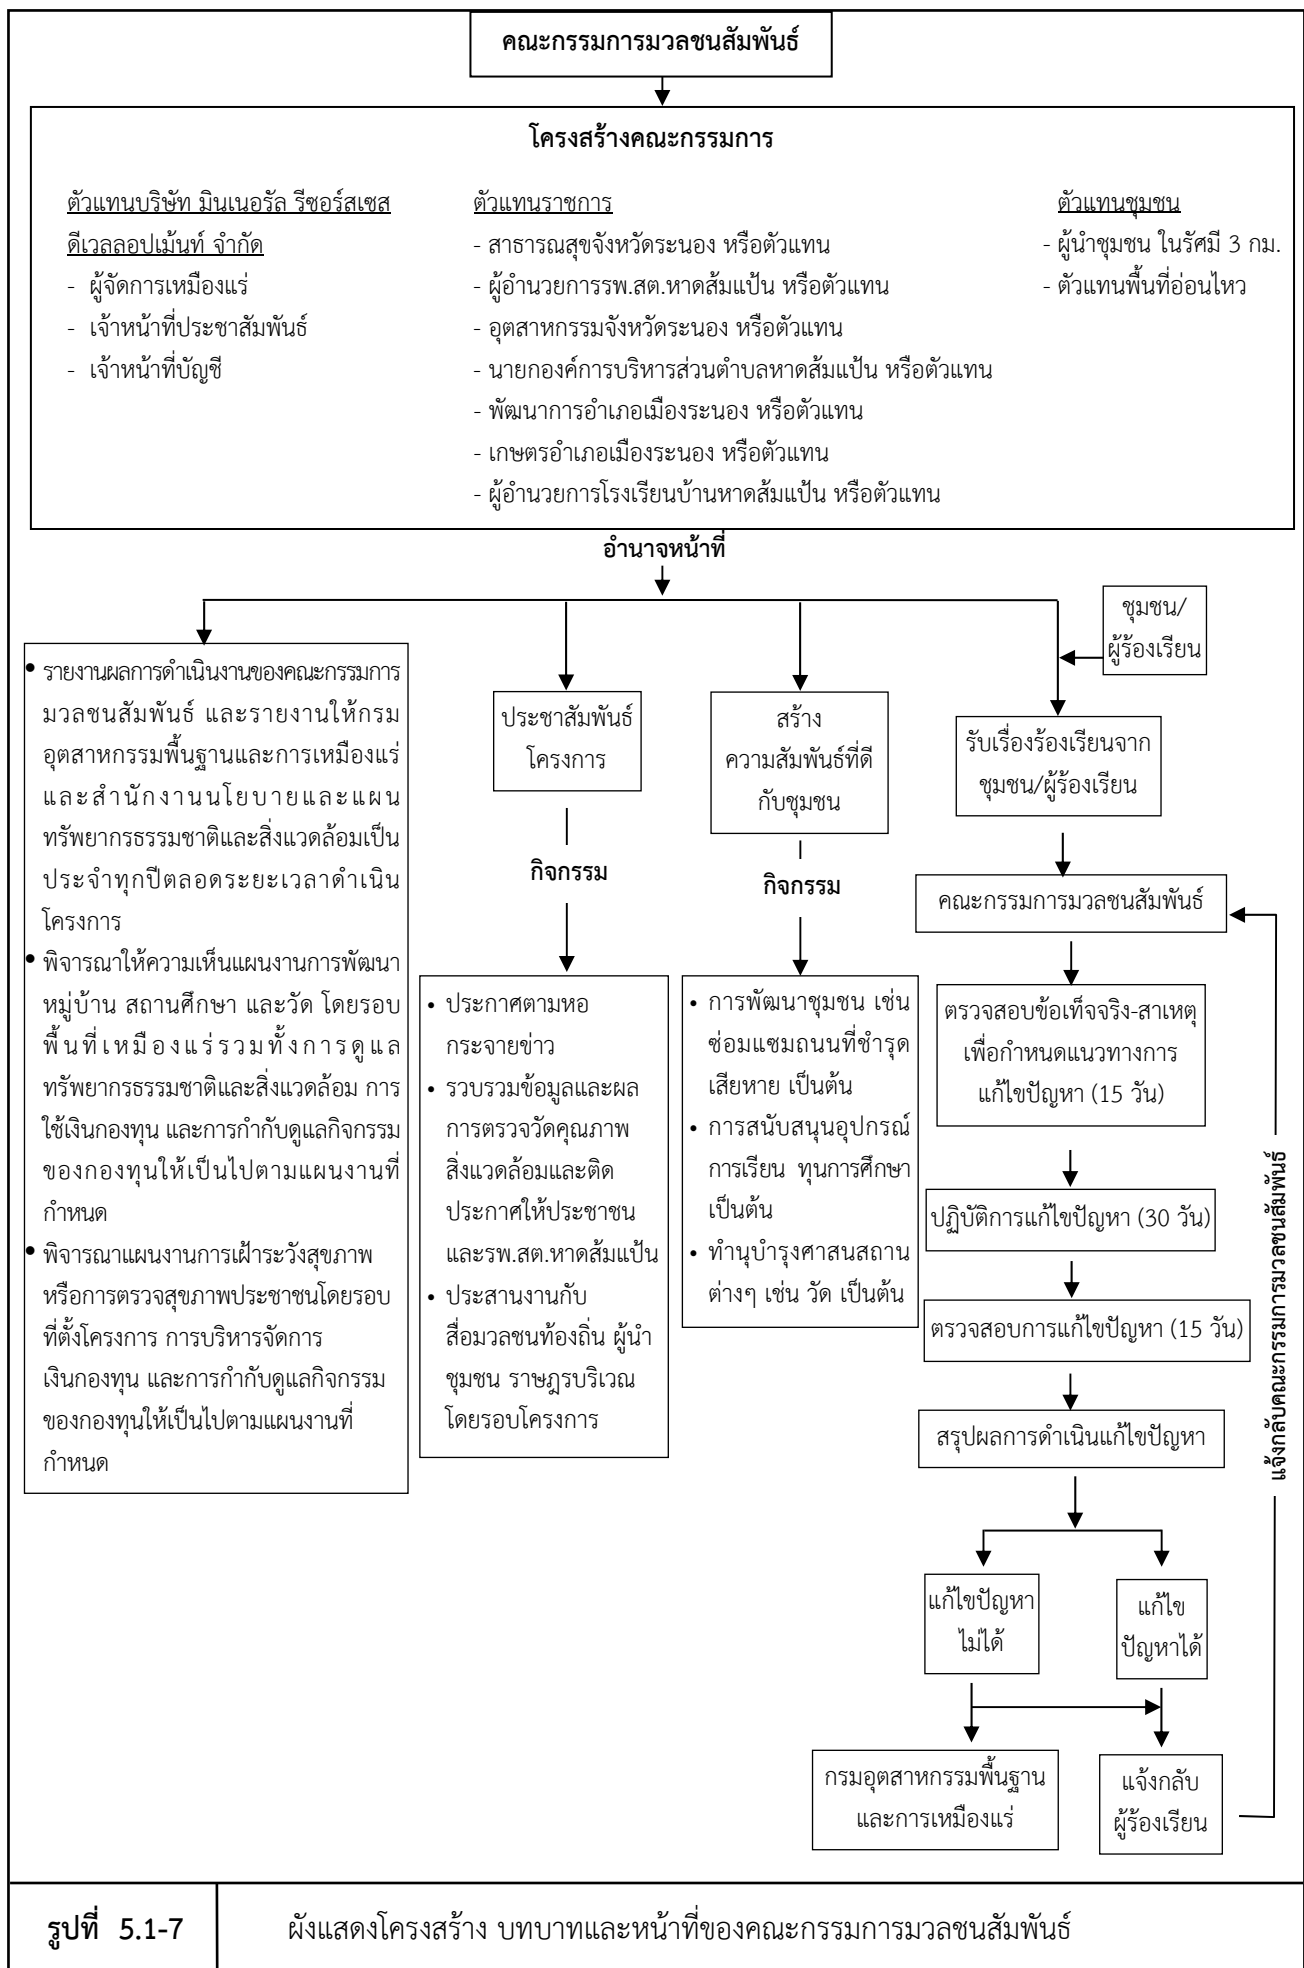 คณะกรรมการมวลชนสัมพันธ์
โครงสร้างคณะกรรมการ
ตัวแทนบริษัท มินเนอรัล รีซอร์สเซส
ดีเวลลอปเม้นท์ จำกัด
- ผู้จัดการเหมืองแร่
- เจ้าหน้าที่ประชาสัมพันธ์
- เจ้าหน้าที่บัญชี
ตัวแทนราชการ
- สาธารณสุขจังหวัดระนอง หรือตัวแทน
- ผู้อำนวยการรพ.สต.หาดส้มแป้น หรือตัวแทน
- อุตสาหกรรมจังหวัดระนอง หรือตัวแทน
- นายกองค์การบริหารส่วนตำบลหาดส้มแป้น หรือตัวแทน
- พัฒนาการอำเภอเมืองระนอง หรือตัวแทน
- เกษตรอำเภอเมืองระนอง หรือตัวแทน
- ผู้อำนวยการโรงเรียนบ้านหาดส้มแป้น หรือตัวแทน
ตัวแทนชุมชน
- ผู้นำชุมชน ในรัศมี 3 กม.
- ตัวแทนพื้นที่อ่อนไหว
อำนาจหน้าที่
• รายงานผลการดำเนินงานของคณะกรรมการ
มวลชนสัมพันธ์ และรายงานให้กรม
อุตสาหกรรมพื้นฐานและการเหมืองแร่
และสำนักงานนโยบายและแผน
ทรัพยากรธรรมชาติและสิ่งแวดล้อมเป็น
ประจำทุกปีตลอดระยะเวลาดำเนิน
โครงการ
• พิจารณาให้ความเห็นแผนงานการพัฒนา
หมู่บ้าน สถานศึกษา และวัด โดยรอบ
พื้นที่เหมืองแร่รวมทั้งการดูแล
ทรัพยากรธรรมชาติและสิ่งแวดล้อม การ
ใช้เงินกองทุน และการกำกับดูแลกิจกรรม
ของกองทุนให้เป็นไปตามแผนงานที่
กำหนด
• พิจารณาแผนงานการเฝ้าระวังสุขภาพ
หรือการตรวจสุขภาพประชาชนโดยรอบ
ที่ตั้งโครงการ การบริหารจัดการ
เงินกองทุน และการกำกับดูแลกิจกรรม
ของกองทุนให้เป็นไปตามแผนงานที่
กำหนด
ประชาสัมพันธ์
โครงการ
กิจกรรม
• ประกาศตามหอ
กระจายข่าว
• รวบรวมข้อมูลและผล
การตรวจวัดคุณภาพ
สิ่งแวดล้อมและติด
ประกาศให้ประชาชน
และรพ.สต.หาดส้มแป้น
• ประสานงานกับ
สื่อมวลชนท้องถิ่น ผู้นำ
ชุมชน ราษฎรบริเวณ
โดยรอบโครงการ
สร้าง
ความสัมพันธ์ที่ดี
กับชุมชน
กิจกรรม
• การพัฒนาชุมชน เช่น
ซ่อมแซมถนนที่ชำรุด
เสียหาย เป็นต้น
• การสนับสนุนอุปกรณ์
การเรียน ทุนการศึกษา
เป็นต้น
• ทำนุบำรุงศาสนสถาน
ต่างๆ เช่น วัด เป็นต้น
ชุมชน/
ผู้ร้องเรียน
รับเรื่องร้องเรียนจาก
ชุมชน/ผู้ร้องเรียน
คณะกรรมการมวลชนสัมพันธ์
ตรวจสอบข้อเท็จจริง-สาเหตุ
เพื่อกำหนดแนวทางการ
แก้ไขปัญหา (15 วัน)
ปฏิบัติการแก้ไขปัญหา (30 วัน)
ตรวจสอบการแก้ไขปัญหา (15 วัน)
สรุปผลการดำเนินแก้ไขปัญหา
แก้ไขปัญหา
ไม่ได้
แก้ไข
ปัญหาได้
กรมอุตสาหกรรมพื้นฐาน
และการเหมืองแร่
แจ้งกลับ
ผู้ร้องเรียน
แจ้งกลับคณะกรรมการมวลชนสัมพันธ์
รูปที่ 5.1-7
ผังแสดงโครงสร้าง บทบาทและหน้าที่ของคณะกรรมการมวลชนสัมพันธ์